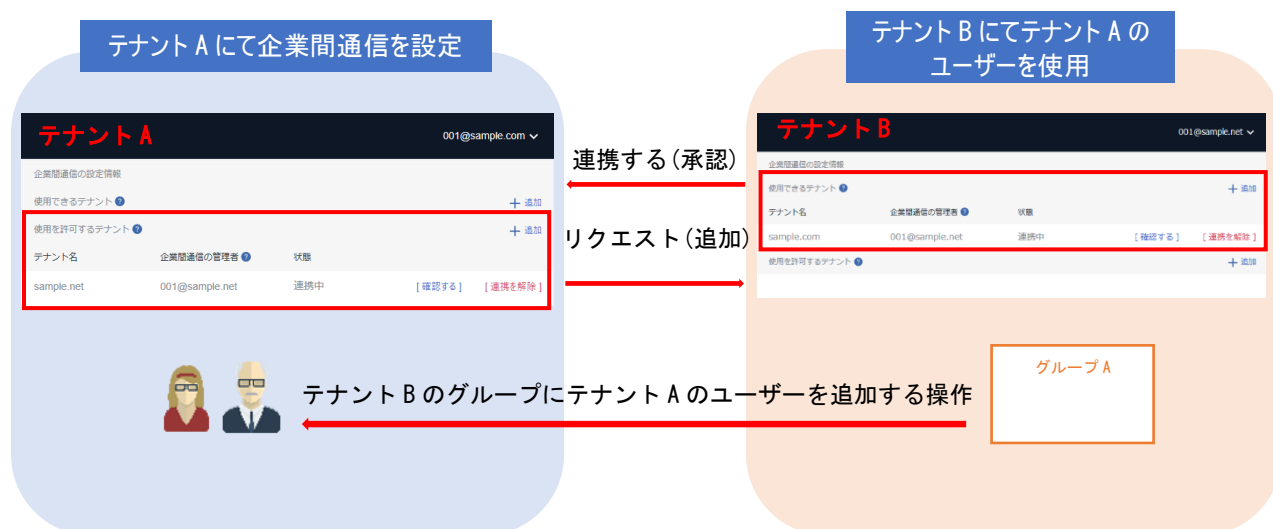 テナント A にて企業間通信を設定
テナント B にてテナント A の
ユーザーを使用
テナント A
001@sample.com
企業間通信の設定情報
使用できるテナント ?
＋ 追加
使用を許可するテナント ?
＋ 追加
テナント名 企業間通信の管理者 ? 状態
sample.net 001@sample.net 連携中 [ 確認する ] [ 連携を解除 ]
連携する(承認)
リクエスト(追加)
テナント B
001@sample.net
企業間通信の設定情報
使用できるテナント ?
＋ 追加
テナント名 企業間通信の管理者 ? 状態
sample.com 001@sample.net 連携中 [ 確認する ] [ 連携を解除 ]
使用を許可するテナント ?
＋ 追加
テナント B のグループにテナント A のユーザーを追加する操作
グループ A